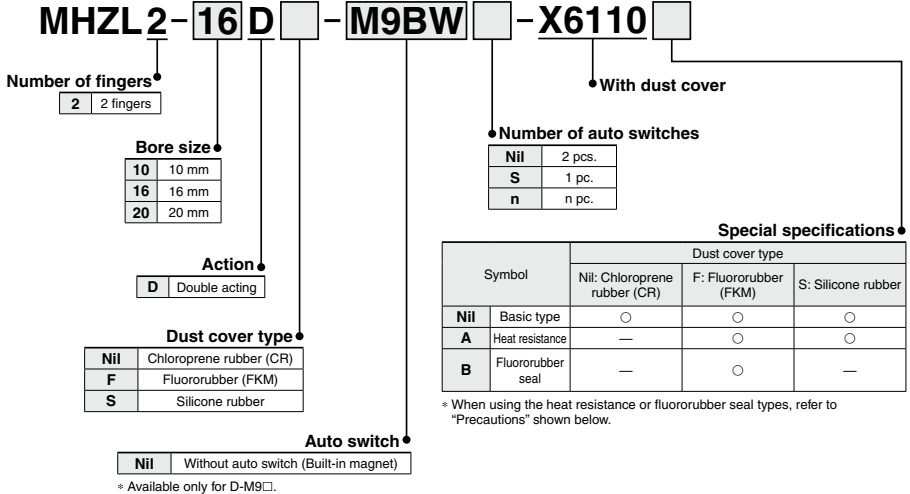 MHZL2-16D□-M9BW□-X6110□
Number of fingers
2 2 fingers
With dust cover
Number of auto switches
Nil 2 pcs.
S 1 pc.
n n pc.
Bore size
10 10 mm
16 16 mm
20 20 mm
Special specifications
Symbol
Dust cover type
Nil: Chloroprene
rubber (CR)
F: Fluororubber
(FKM)
S: Silicone rubber
Nil Basic type ○ ○ ○
A Heat resistance — ○ ○
B Fluororubber
seal — ○ —
* When using the heat resistance or fluororubber seal types, refer to
“Precautions” shown below.
Action
D Double acting
Dust cover type
Nil Chloroprene rubber (CR)
F Fluororubber (FKM)
S Silicone rubber
Auto switch
Nil Without auto switch (Built-in magnet)
* Available only for D-M9□.